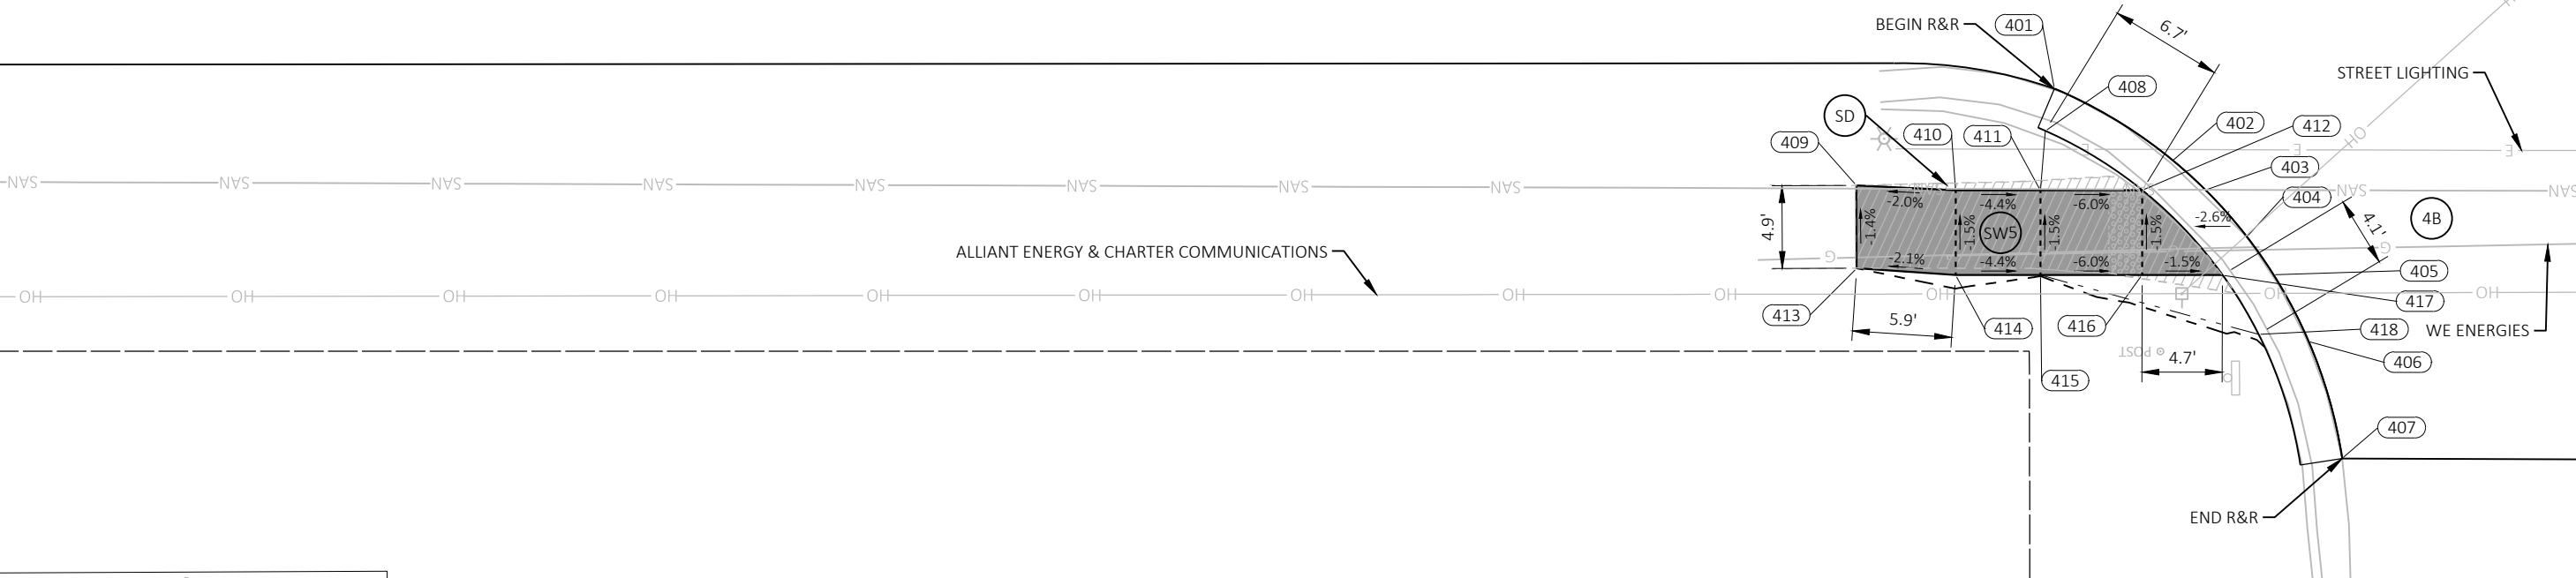 BEGIN R&R
401
6.7'
STREET LIGHTING
408
SD
402
412
410
411
409
E
E
E
OH
403
SAN
SAN
SAN
SAN
SAN
SAN
SAN
SAN
SAN
SAN
404
-2.0%
-4.4%
-6.0%
-2.6%
4.1'
4B
4.9'
-1.4%
-1.5%
SW5
-1.5%
-1.5%
ALLIANT ENERGY & CHARTER COMMUNICATIONS
G
G
-2.1%
-4.4%
-6.0%
-1.5%
405
OH
OH
OH
OH
OH
OH
OH
OH
OH
OH
OH
OH
417
413
5.9'
414
416
418
WE ENERGIES
POST
4.7'
406
415
407
END R&R